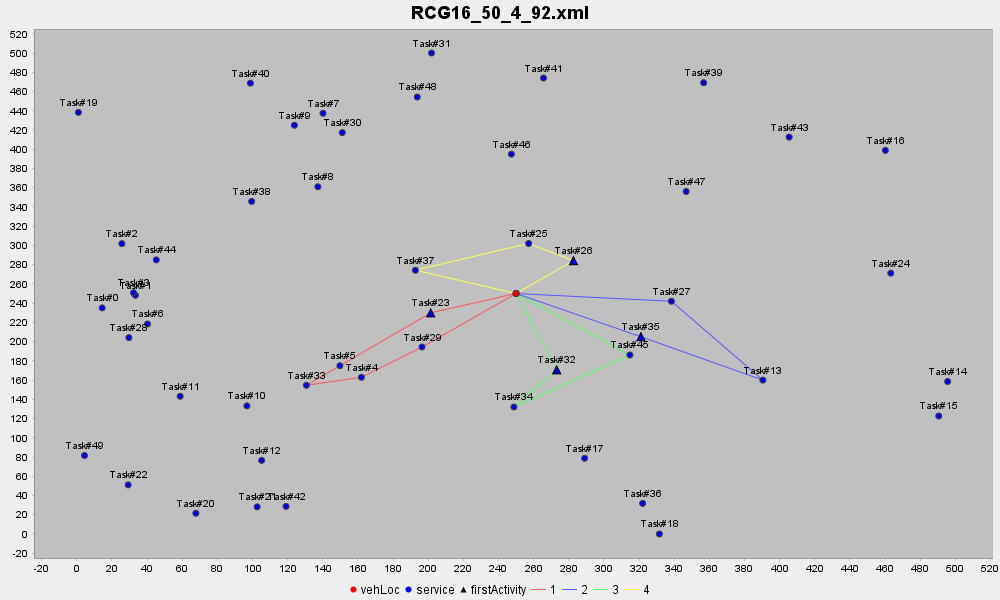 RCG16_50_4_92.xml
520
500
480
460
440
420
400
380
360
340
320
300
280
260
240
220
200
180
160
140
120
100
80
60
40
20
0
-20
Task#31
Task#41
Task#39
Task#40
Task#48
Task#19
Task#7
Task#9
Task#30
Task#43
Task#16
Task#46
Task#8
Task#47
Task#38
Task#2
Task#25
Task#44
Task#26
Task#37
Task#24
Task#0
Task#27
Task#23
Task#6
Task#28
Task#35
Task#29
Task#45
Task#5
Task#32
Task#4
Task#33
Task#13
Task#14
Task#11
Task#10
Task#34
Task#15
Task#49
Task#12
Task#17
Task#22
Task#20
Task#42
Task#36
Task#18
-20 0 20 40 60 80 100 120 140 160 180 200 220 240 260 280 300 320 340 360 380 400 420 440 460 480 500 520
vehLoc service firstActivity 1 2 3 4